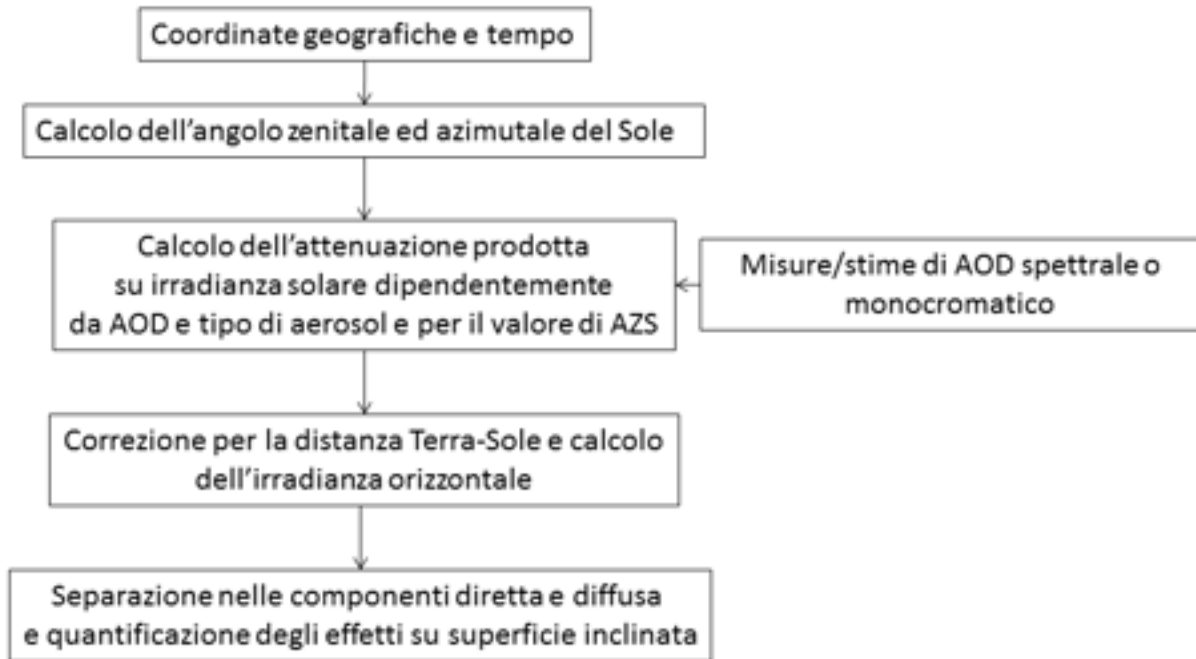 Coordinate geografiche e tempo
Calcolo dell'angolo zenitale ed azimutale del Sole
Calcolo dell'attenuazione prodotta
su irradianza solare dipendentemente
da AOD e tipo di aerosol e per il valore di AZS
Misure/stime di AOD spettrale o
monocromatico
Correzione per la distanza Terra-Sole e calcolo
dell'irradianza orizzontale
Separazione nelle componenti diretta e diffusa
e quantificazione degli effetti su superficie inclinata